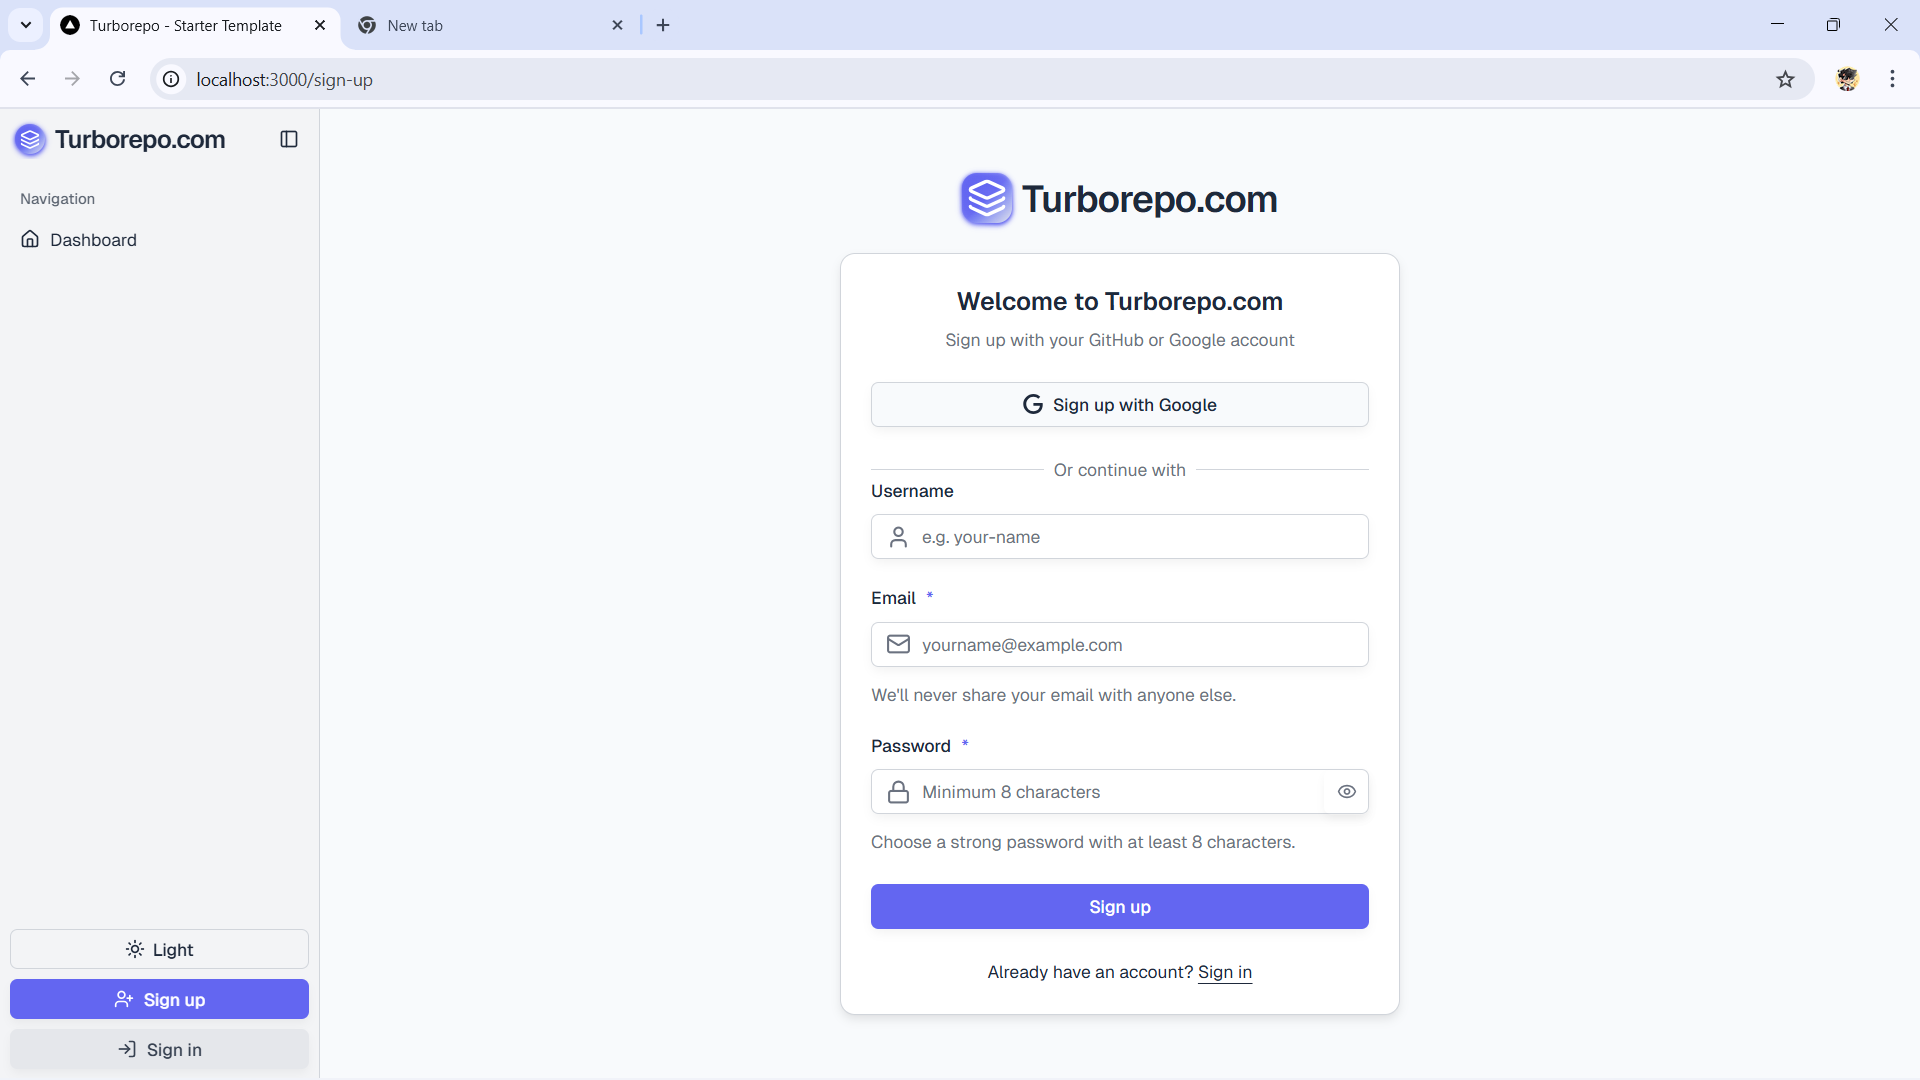 Turborepo - Starter Template
New tab
localhost:3000/sign-up
Turborepo.com
Navigation
Dashboard
Light
Sign up
Sign in
Turborepo.com
Welcome to Turborepo.com
Sign up with your GitHub or Google account
Sign up with Google
Or continue with
Username
e.g. your-name
Email *
yourname@example.com
We'll never share your email with anyone else.
Password *
Minimum 8 characters
Choose a strong password with at least 8 characters.
Sign up
Already have an account? Sign in